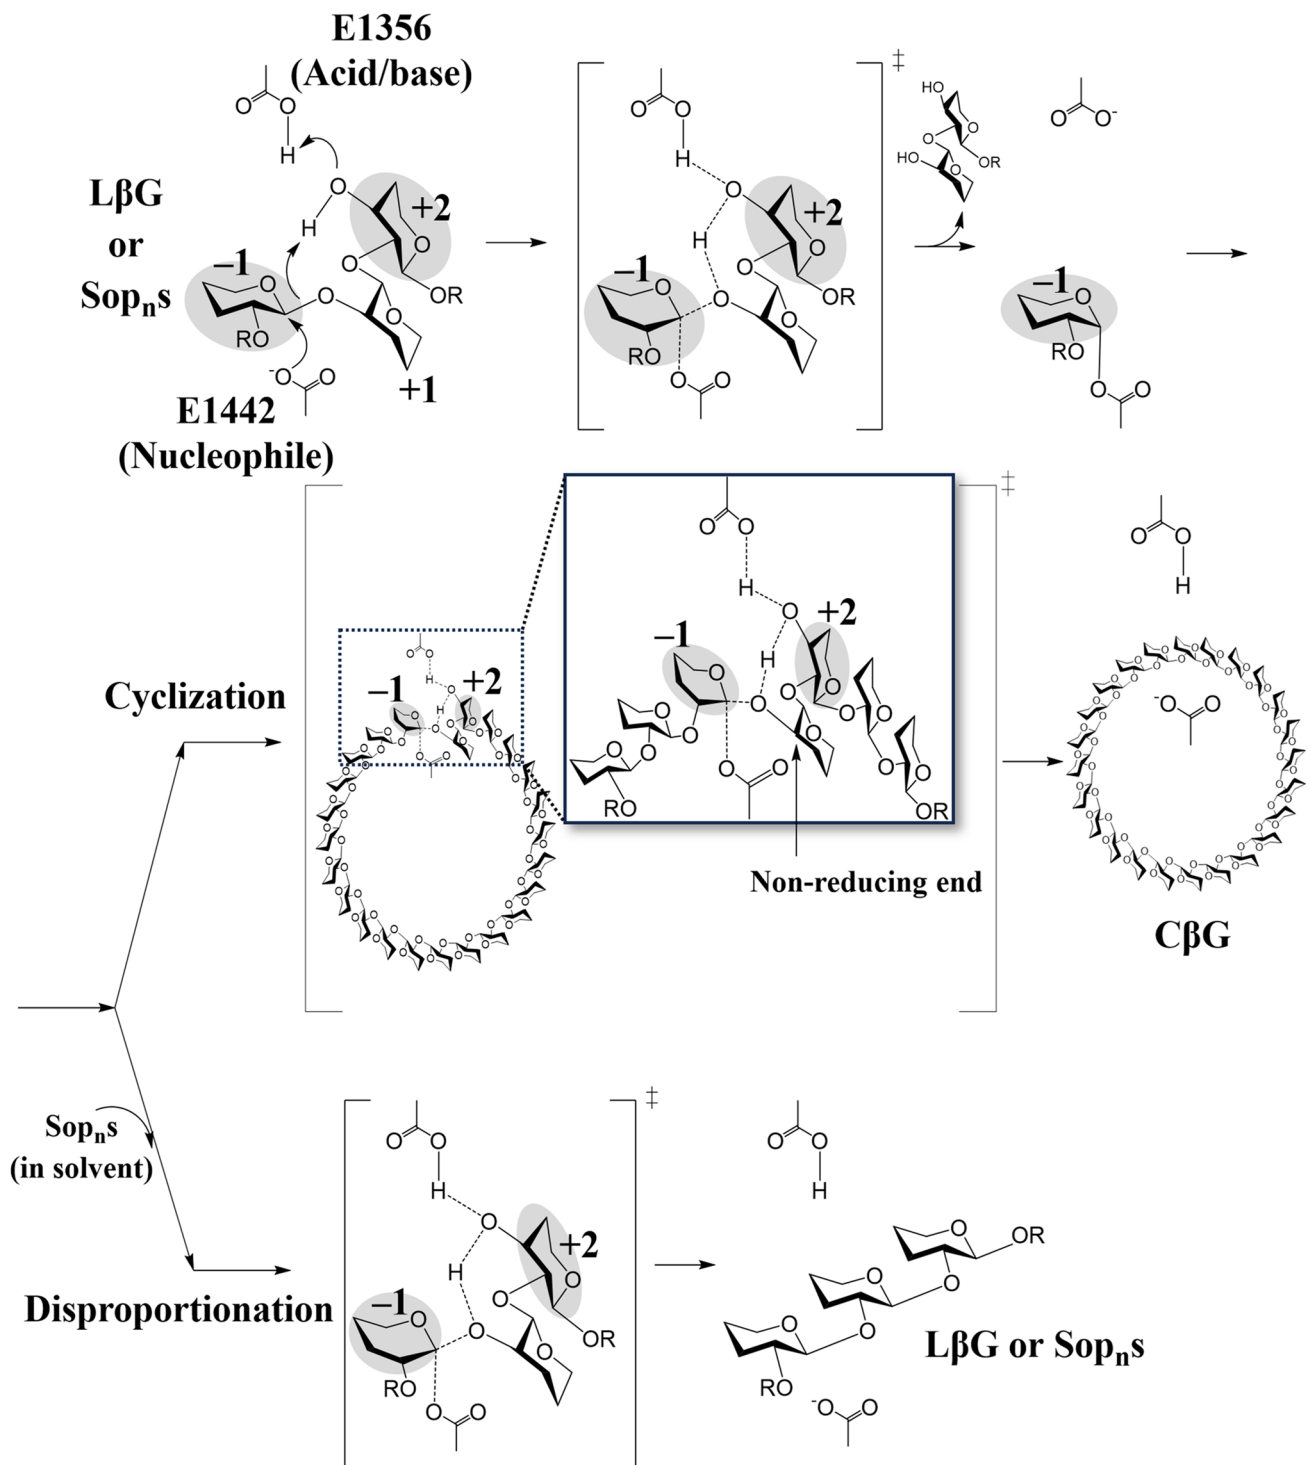 E1356
(Acid/base)
‡
O
O
H
O
O
H
HO
O
O
O⁻
LβG
or
Sopₙs
O
H
+2
O
O
H
+2
O
O
O
HO
O
OR
−1
O
O
OR
O
−1
O
O
OR
O
−1
O
RO
O
RO
O
RO
⁻O
O
+1
O
O
O
O
E1442
(Nucleophile)
‡
O
O
H
O
O
H
Cyclization
−1
+2
−1
+2
O
H
O
O
O
O
O
O
O
O
O
O
O
O
O
RO
OR
⁻O
O
Non-reducing end
CβG
Sopₙs
(in solvent)
‡
O
O
H
O
O
H
O
H
+2
O
O
OR
O
OR
Disproportionation
−1
O
O
O
O
O
RO
O
O
O
O
RO
⁻O
O
LβG or Sopₙs